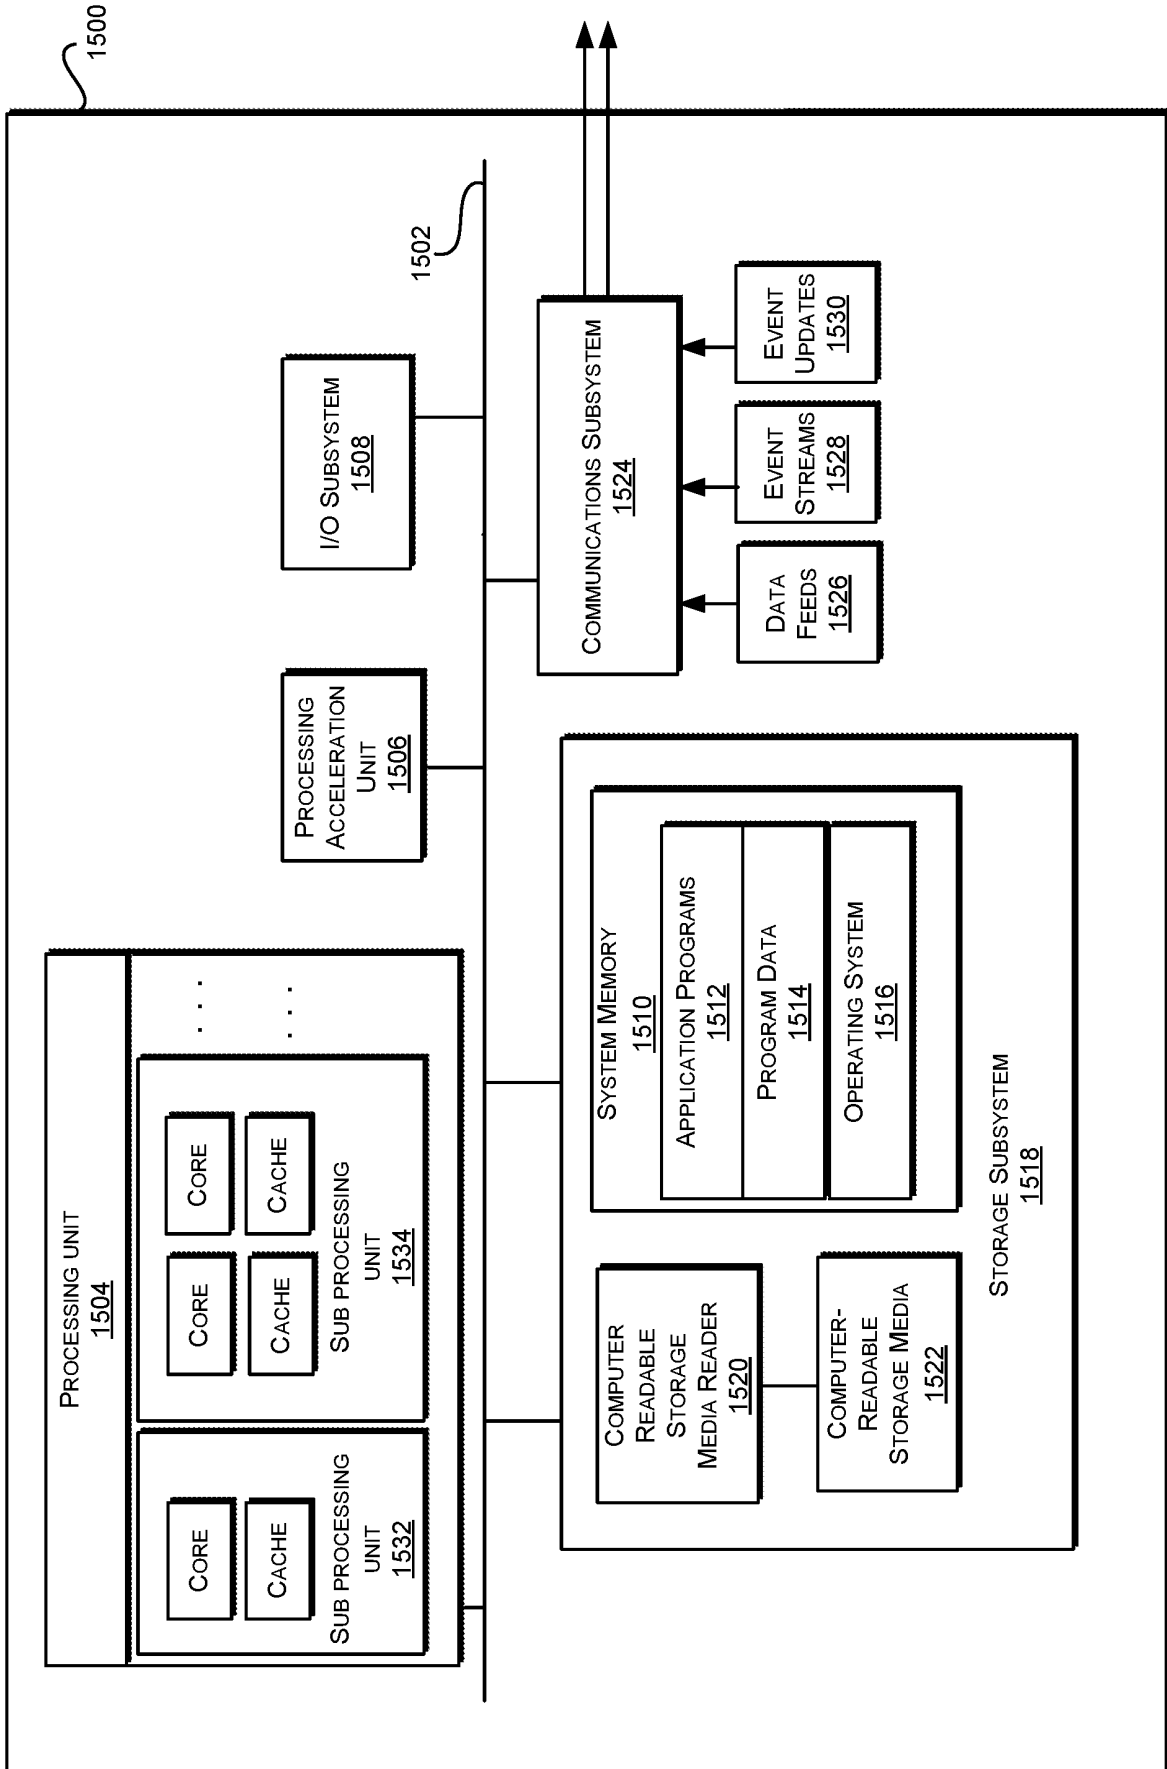 1500
PROCESSING UNIT
1504
CORE
CACHE
SUB PROCESSING
UNIT
1532
CORE
CORE
CACHE
CACHE
SUB PROCESSING
UNIT
1534
. . .
. . .
PROCESSING
ACCELERATION
UNIT
1506
I/O SUBSYSTEM
1508
1502
COMPUTER
READABLE
STORAGE
MEDIA READER
1520
COMPUTER-
READABLE
STORAGE MEDIA
1522
SYSTEM MEMORY
1510
APPLICATION PROGRAMS
1512
PROGRAM DATA
1514
OPERATING SYSTEM
1516
STORAGE SUBSYSTEM
1518
COMMUNICATIONS SUBSYSTEM
1524
DATA
FEEDS
1526
EVENT
STREAMS
1528
EVENT
UPDATES
1530